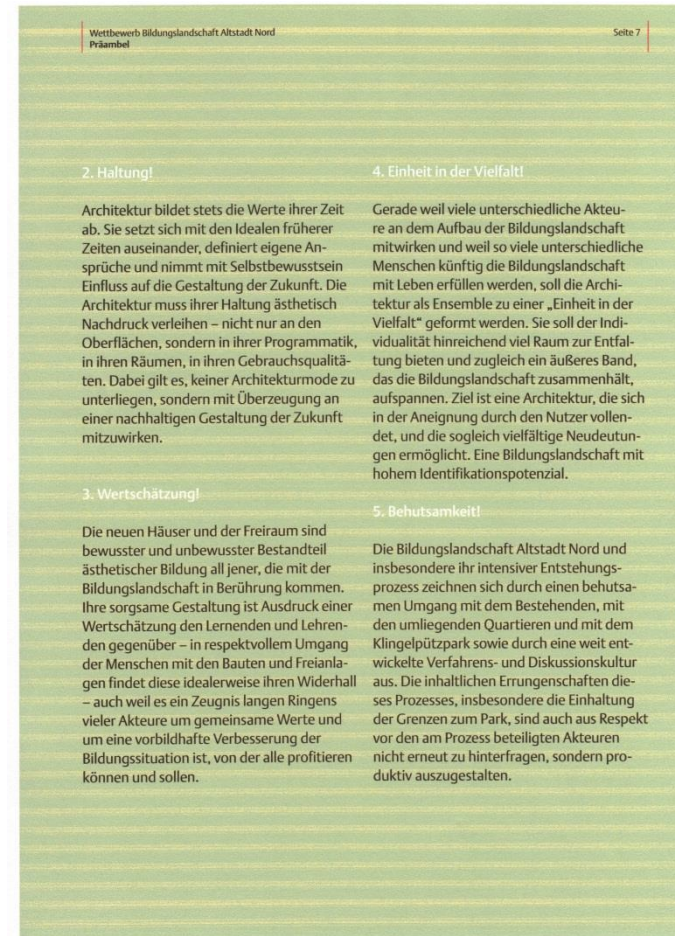 Wettbewerb Bildungslandschaft Altstadt Nord
Präambel
Seite 7
2. Haltung!
Architektur bildet stets die Werte ihrer Zeit
ab. Sie setzt sich mit den Idealen früherer
Zeiten auseinander, definiert eigene An-
sprüche und nimmt mit Selbstbewusstsein
Einfluss auf die Gestaltung der Zukunft. Die
Architektur muss ihrer Haltung ästhetisch
Nachdruck verleihen – nicht nur an den
Oberflächen, sondern in ihrer Programmatik,
in ihren Räumen, in ihren Gebrauchsqualitä-
ten. Dabei gilt es, keiner Architekturmode zu
unterliegen, sondern mit Überzeugung an
einer nachhaltigen Gestaltung der Zukunft
mitzuwirken.
3. Wertschätzung!
Die neuen Häuser und der Freiraum sind
bewusster und unbewusster Bestandteil
ästhetischer Bildung all jener, die mit der
Bildungslandschaft in Berührung kommen.
Ihre sorgsame Gestaltung ist Ausdruck einer
Wertschätzung den Lernenden und Lehren-
den gegenüber – in respektvollem Umgang
der Menschen mit den Bauten und Freianla-
gen findet diese idealerweise ihren Widerhall
– auch weil es ein Zeugnis langen Ringens
vieler Akteure um gemeinsame Werte und
um eine vorbildhafte Verbesserung der
Bildungssituation ist, von der alle profitieren
können und sollen.
4. Einheit in der Vielfalt!
Gerade weil viele unterschiedliche Akteu-
re an dem Aufbau der Bildungslandschaft
mitwirken und weil so viele unterschiedliche
Menschen künftig die Bildungslandschaft
mit Leben erfüllen werden, soll die Archi-
tektur als Ensemble zu einer „Einheit in der
Vielfalt“ geformt werden. Sie soll der Indi-
vidualität hinreichend viel Raum zur Entfal-
tung bieten und zugleich ein äußeres Band,
das die Bildungslandschaft zusammenhält,
aufspannen. Ziel ist eine Architektur, die sich
in der Aneignung durch den Nutzer vollen-
det, und die sogleich vielfältige Neudeutun-
gen ermöglicht. Eine Bildungslandschaft mit
hohem Identifikationspotenzial.
5. Behutsamkeit!
Die Bildungslandschaft Altstadt Nord und
insbesondere ihr intensiver Entstehungs-
prozess zeichnen sich durch einen behutsa-
men Umgang mit dem Bestehenden, mit
den umliegenden Quartieren und mit dem
Klingelpützpark sowie durch eine weit ent-
wickelte Verfahrens- und Diskussionskultur
aus. Die inhaltlichen Errungenschaften die-
ses Prozesses, insbesondere die Einhaltung
der Grenzen zum Park, sind auch aus Respekt
vor den am Prozess beteiligten Akteuren
nicht erneut zu hinterfragen, sondern pro-
duktiv auszugestalten.